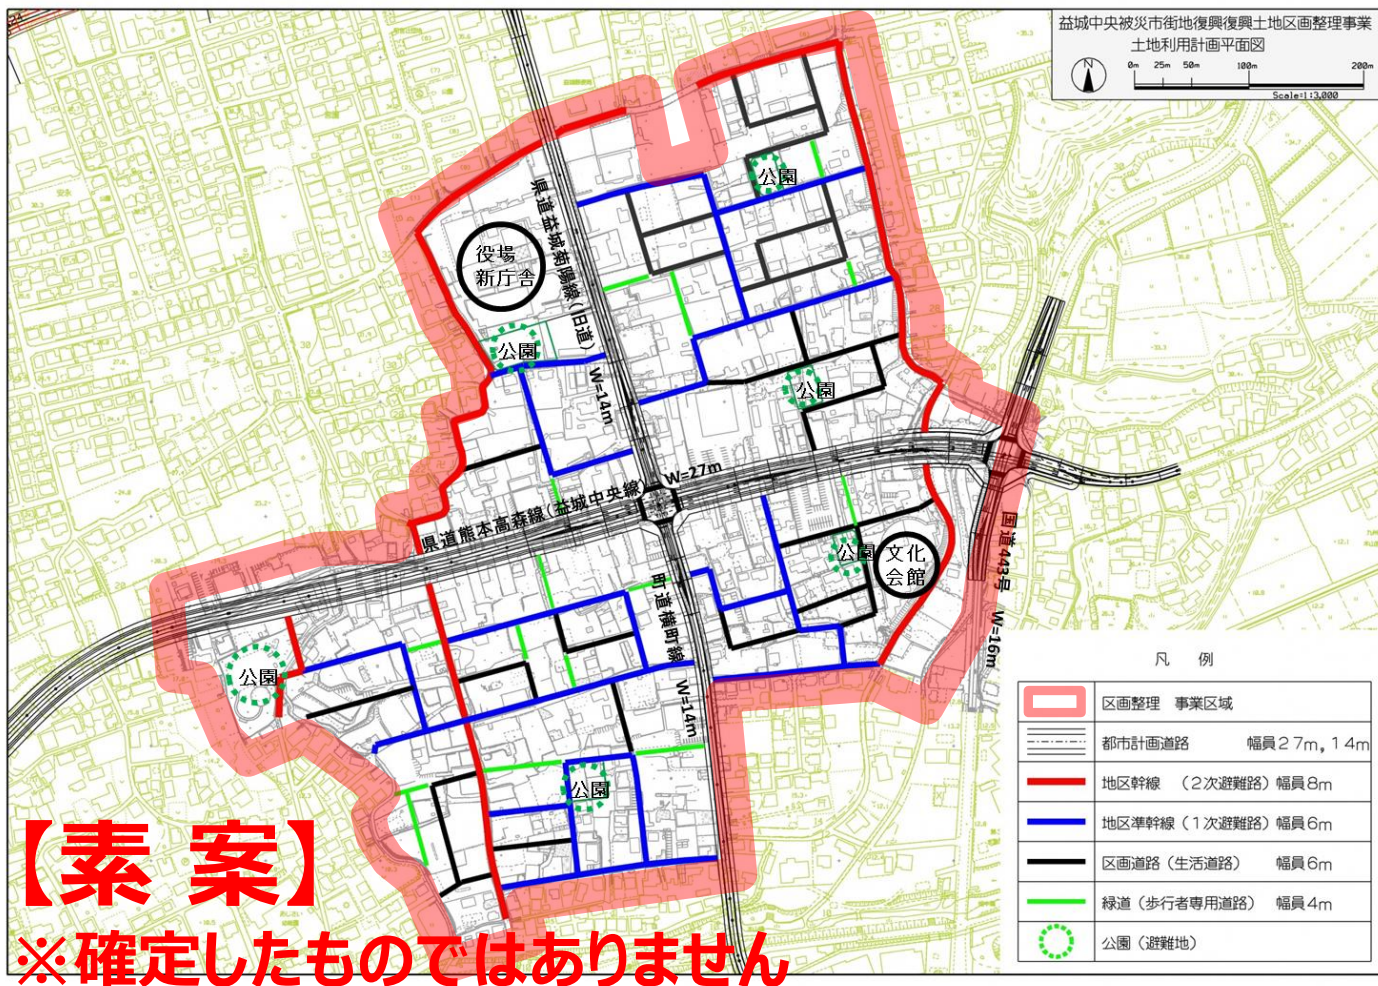 益城中央被災市街地復興復興土地区画整理事業
土地利用計画平面図
N
0m 25m 50m 100m 200m
Scale=1:3,000
公園
県道益城菊陽線(旧道) W=14m
役場
新庁舎
公園
公園
県道熊本高森線(益城中央線) W=27m
国道443号 W=16m
公園
文化
会館
町道横町線 W=14m
公園
公園
凡 例
区画整理 事業区域
都市計画道路 幅員27m,14m
地区幹線 (2次避難路) 幅員8m
地区準幹線(1次避難路) 幅員6m
区画道路(生活道路) 幅員6m
緑道(歩行者専用道路) 幅員4m
公園(避難地)
【素 案】
※確定したものではありません